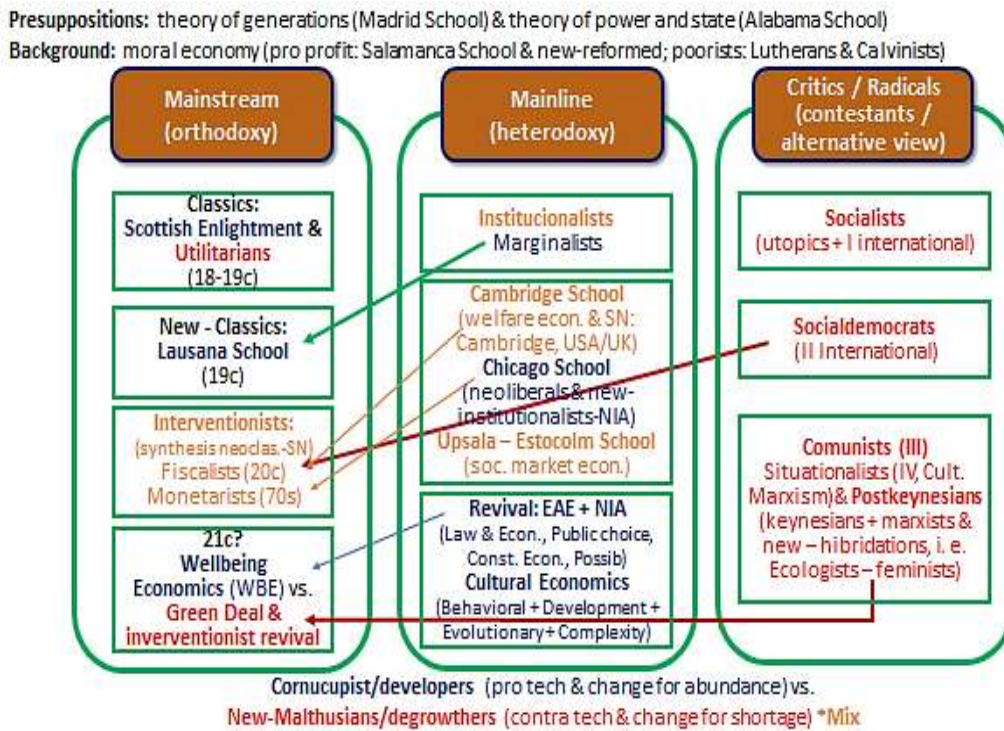 Presuppositions: theory of generations (Madrid School) & theory of power and state (Alabama School)
Background: moral economy (pro profit: Salamanca School & new-reformed; poorists: Lutherans & Calvinists)
Mainstream
(orthodoxy)
Classics:
Scottish Enlightment &
Utilitarians
(18-19c)
New - Classics:
Lausana School
(19c)
Interventionists:
(synthesis neoclas.-SN)
Fiscalists (20c)
Monetarists (70s)
21c?
Wellbeing
Economics (WBE) vs.
Green Deal &
inverventionist revival
Mainline
(heterodoxy)
Institucionalists
Marginalists
Cambridge School
(welfare econ. & SN:
Cambridge, USA/UK)
Chicago School
(neoliberals & new-
institutionalists-NIA)
Upsala – Estocolm School
(soc. market econ.)
Revival: EAE + NIA
(Law & Econ., Public choice,
Const. Econ., Possib)
Cultural Economics
(Behavioral + Development +
Evolutionary + Complexity)
Critics / Radicals
(contestants /
alternative view)
Socialists
(utopics + I international)
Socialdemocrats
(II International)
Comunists (III)
Situationalists (IV, Cult.
Marxism) & Postkeynesians
(keynesians + marxists &
new – hibridations, i. e.
Ecologists – feminists)
Cornucupist/developers (pro tech & change for abundance) vs.
New-Malthusians/degrowthers (contra tech & change for shortage) *Mix